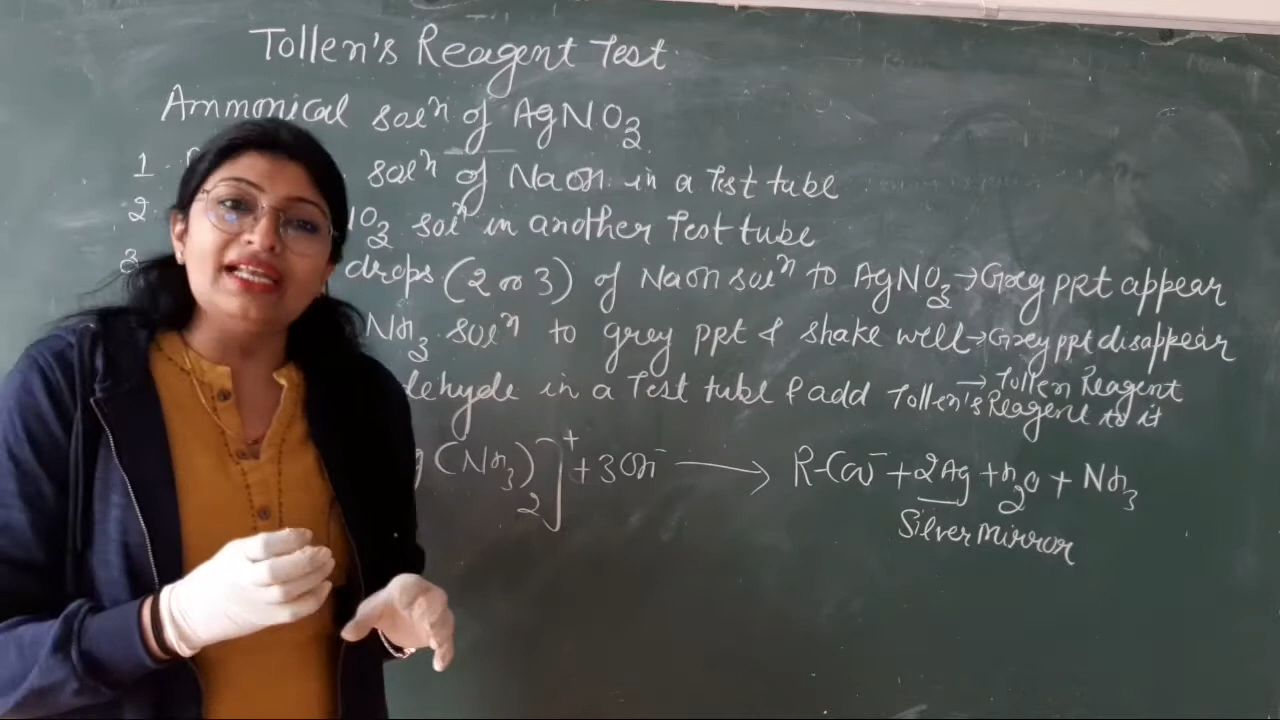 Tollen's Reagent Test
Ammonical solⁿ of AgNO₃
1. solⁿ of NaOH in a Test tube
2. O₃ solⁿ in another Test tube
3 drops (2 or 3) of NaOH solⁿ to AgNO₃ → Grey ppt appear
NH₃ solⁿ to grey ppt & shake well → Grey ppt disappear
→ Tollen Reagent
dehyde in a Test tube & add Tollen's Reagent to it
g(NH₃)₂]⁺ + 3OH⁻ ⟶ R-COO⁻ + 2Ag + H₂O + NH₃
Silver Mirror